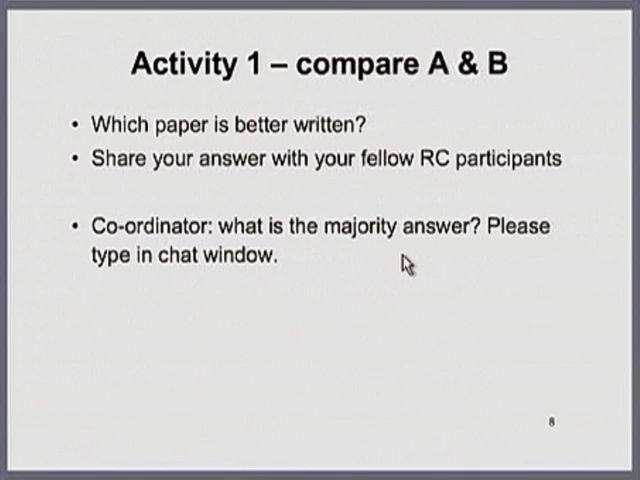 Activity 1 – compare A & B
• Which paper is better written?
• Share your answer with your fellow RC participants
• Co-ordinator: what is the majority answer? Please
type in chat window.
8